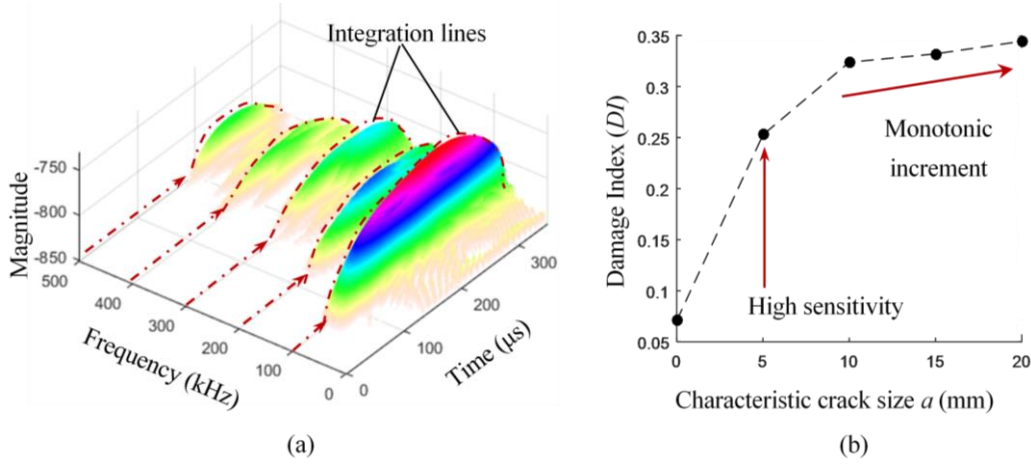 Integration lines
Magnitude
-750
-800
-850
500
400
300
200
100
0
Frequency (kHz)
0
100
200
300
Time (μs)
(a)
Damage Index (DI)
0.35
0.3
0.25
0.2
0.15
0.1
0.05
0
5
10
15
20
High sensitivity
Monotonic
increment
Characteristic crack size a (mm)
(b)